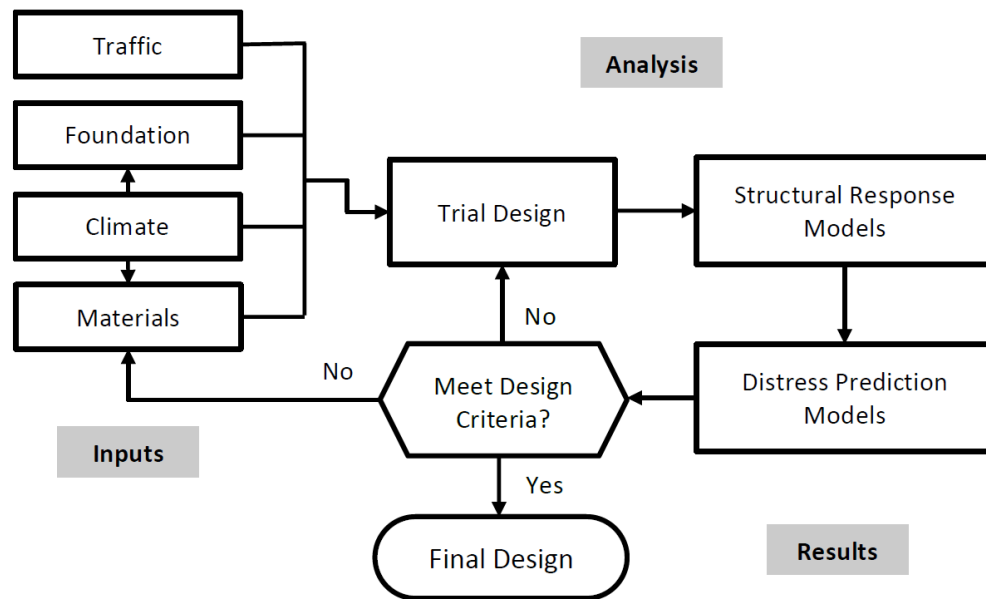 Traffic
Analysis
Foundation
Climate
Trial Design
Structural Response
Models
Materials
No
No
Meet Design
Criteria?
Distress Prediction
Models
Inputs
Yes
Final Design
Results